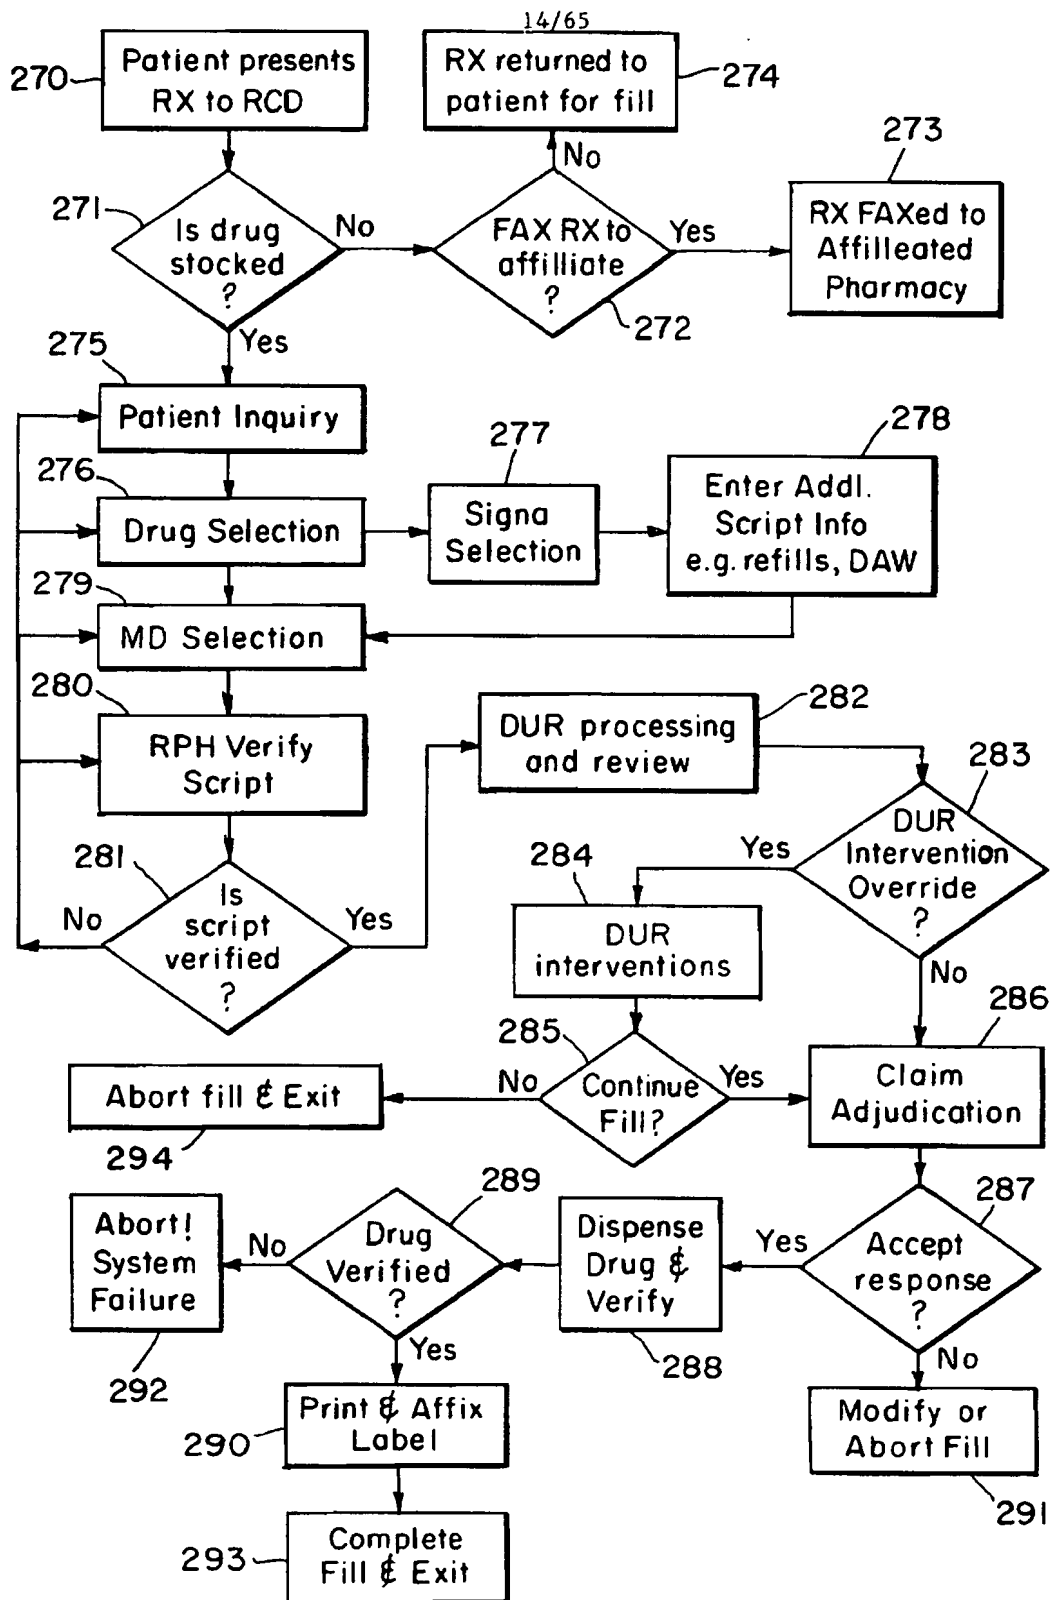 14/65
270
Patient presents
RX to RCD
RX returned to
patient for fill
274
273
271
Is drug
stocked
?
No
FAX RX to
affilliate
?
No
Yes
272
RX FAXed to
Affilleated
Pharmacy
Yes
275
Patient Inquiry
276
Drug Selection
277
Signa
Selection
278
Enter Addl.
Script Info
e.g. refills, DAW
279
MD Selection
280
RPH Verify
Script
281
Is
script
verified
?
No
Yes
282
DUR processing
and review
283
DUR
Intervention
Override
?
Yes
No
284
DUR
interventions
285
Continue
Fill?
No
Yes
286
Claim
Adjudication
Abort fill & Exit
294
287
Accept
response
?
Yes
No
Dispense
Drug &
Verify
288
289
Drug
Verified
?
No
Yes
Abort!
System
Failure
292
290
Print & Affix
Label
Modify or
Abort Fill
291
293
Complete
Fill & Exit